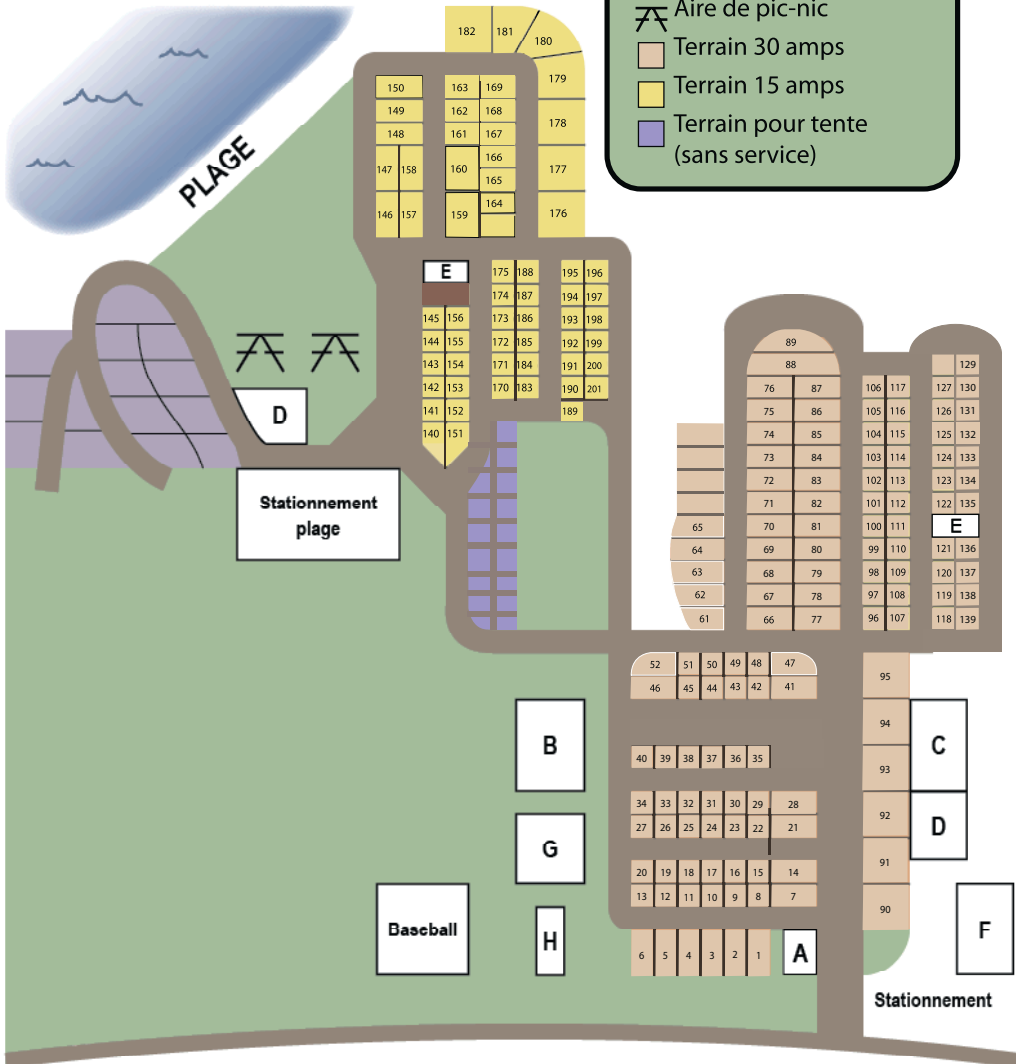 Aire de pic-nic
Terrain 30 amps
Terrain 15 amps
Terrain pour tente
(sans service)
PLAGE
182 181 180
179
178
177
176
150
149
148
147 158
146 157
163 169
162 168
161 167
160 166
165
159 164
E
145 156
144 155
143 154
142 153
141 152
140 151
175 188
174 187
173 186
172 185
171 184
170 183
195 196
194 197
193 198
192 199
191 200
190 201
189
D
Stationnement
plage
89
88
76 87
75 86
74 85
73 84
72 83
71 82
70 81
69 80
68 79
67 78
66 77
65
64
63
62
61
106 117
105 116
104 115
103 114
102 113
101 112
100 111
99 110
98 109
97 108
96 107
129
127 130
126 131
125 132
124 133
123 134
122 135
E
121 136
120 137
119 138
118 139
52 51 50 49 48 47
46 45 44 43 42 41
40 39 38 37 36 35
34 33 32 31 30 29 28
27 26 25 24 23 22 21
20 19 18 17 16 15 14
13 12 11 10 9 8 7
6 5 4 3 2 1
A
95
94
93
92
91
90
B
G
H
Baseball
C
D
F
Stationnement